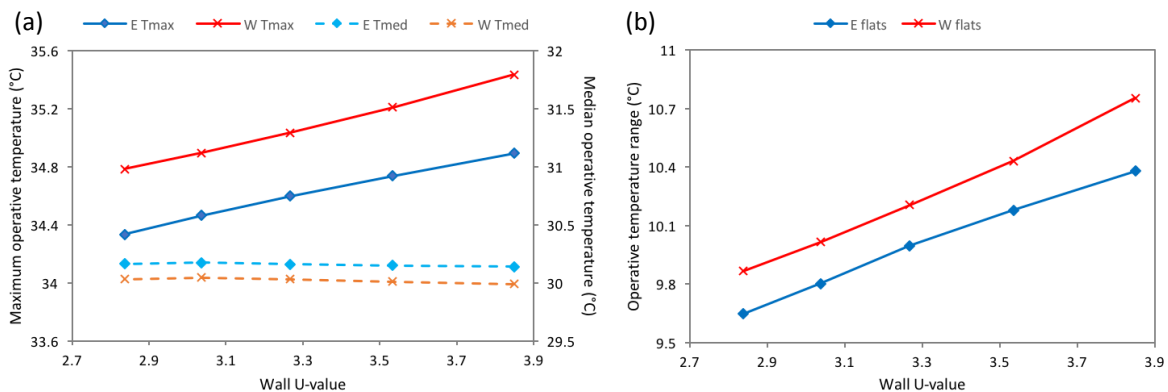 (a)
E Tmax
W Tmax
E Tmed
W Tmed
35.6
35.2
34.8
34.4
34
33.6
Maximum operative temperature (°C)
32
31.5
31
30.5
30
29.5
Median operative temperature (°C)
2.7 2.9 3.1 3.3 3.5 3.7 3.9
Wall U-value
(b)
E flats
W flats
11
10.7
10.4
10.1
9.8
9.5
Operative temperature range (°C)
2.7 2.9 3.1 3.3 3.5 3.7 3.9
Wall U-value